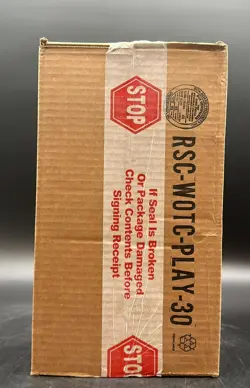 STOP
If Seal Is Broken
Or Package Damaged
Check Contents Before
Signing Receipt
STOP
RSC-WOTC-PLAY-30